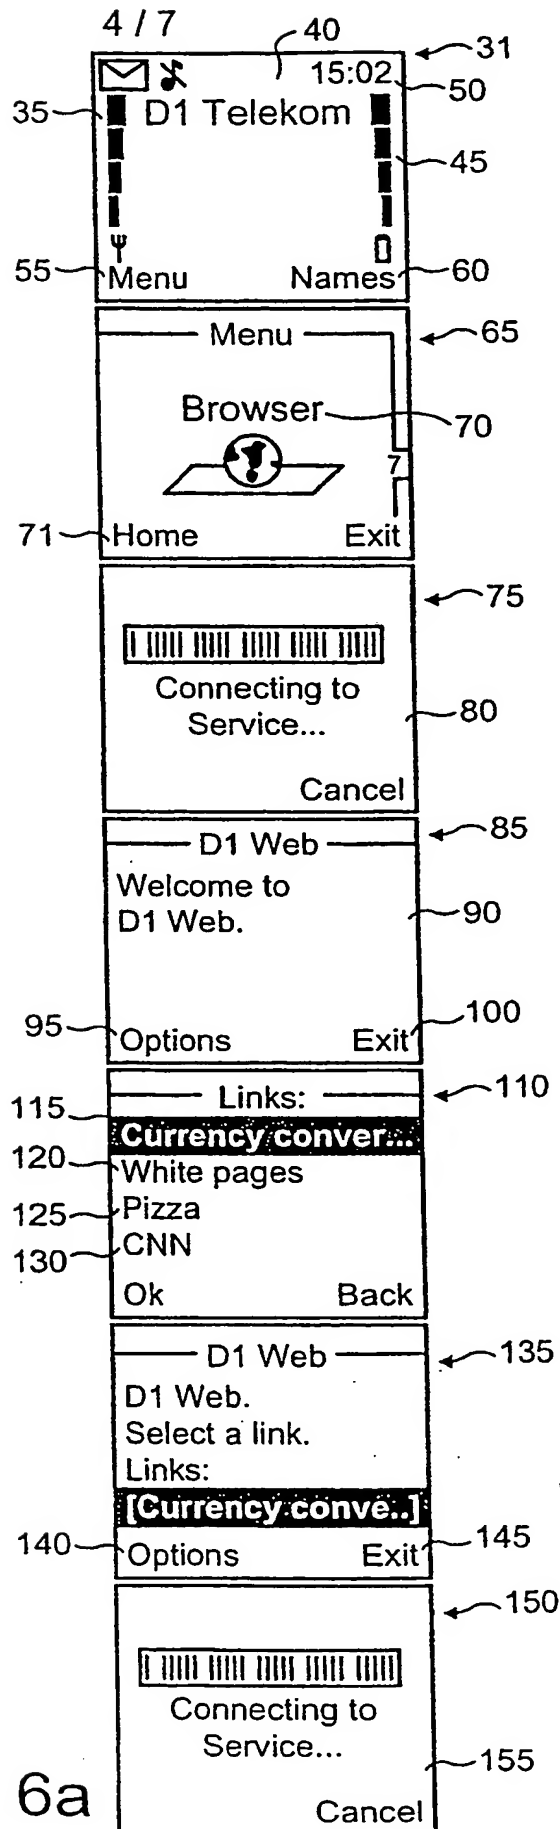 4 / 7
40
31
15:02
50
35
D1 Telekom
45
55
Menu
Names
60
Menu
65
Browser
70
7
71
Home
Exit
75
Connecting to
Service...
80
Cancel
D1 Web
85
Welcome to
D1 Web.
90
95
Options
Exit
100
Links:
110
115
Currency conver...
120
White pages
125
Pizza
130
CNN
Ok
Back
D1 Web
135
D1 Web.
Select a link.
Links:
[Currency conve..]
140
Options
Exit
145
150
Connecting to
Service...
155
6a
Cancel